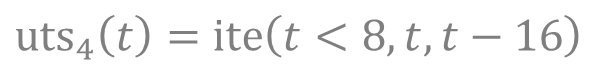 uts₄(t) = ite(t < 8, t, t − 16)